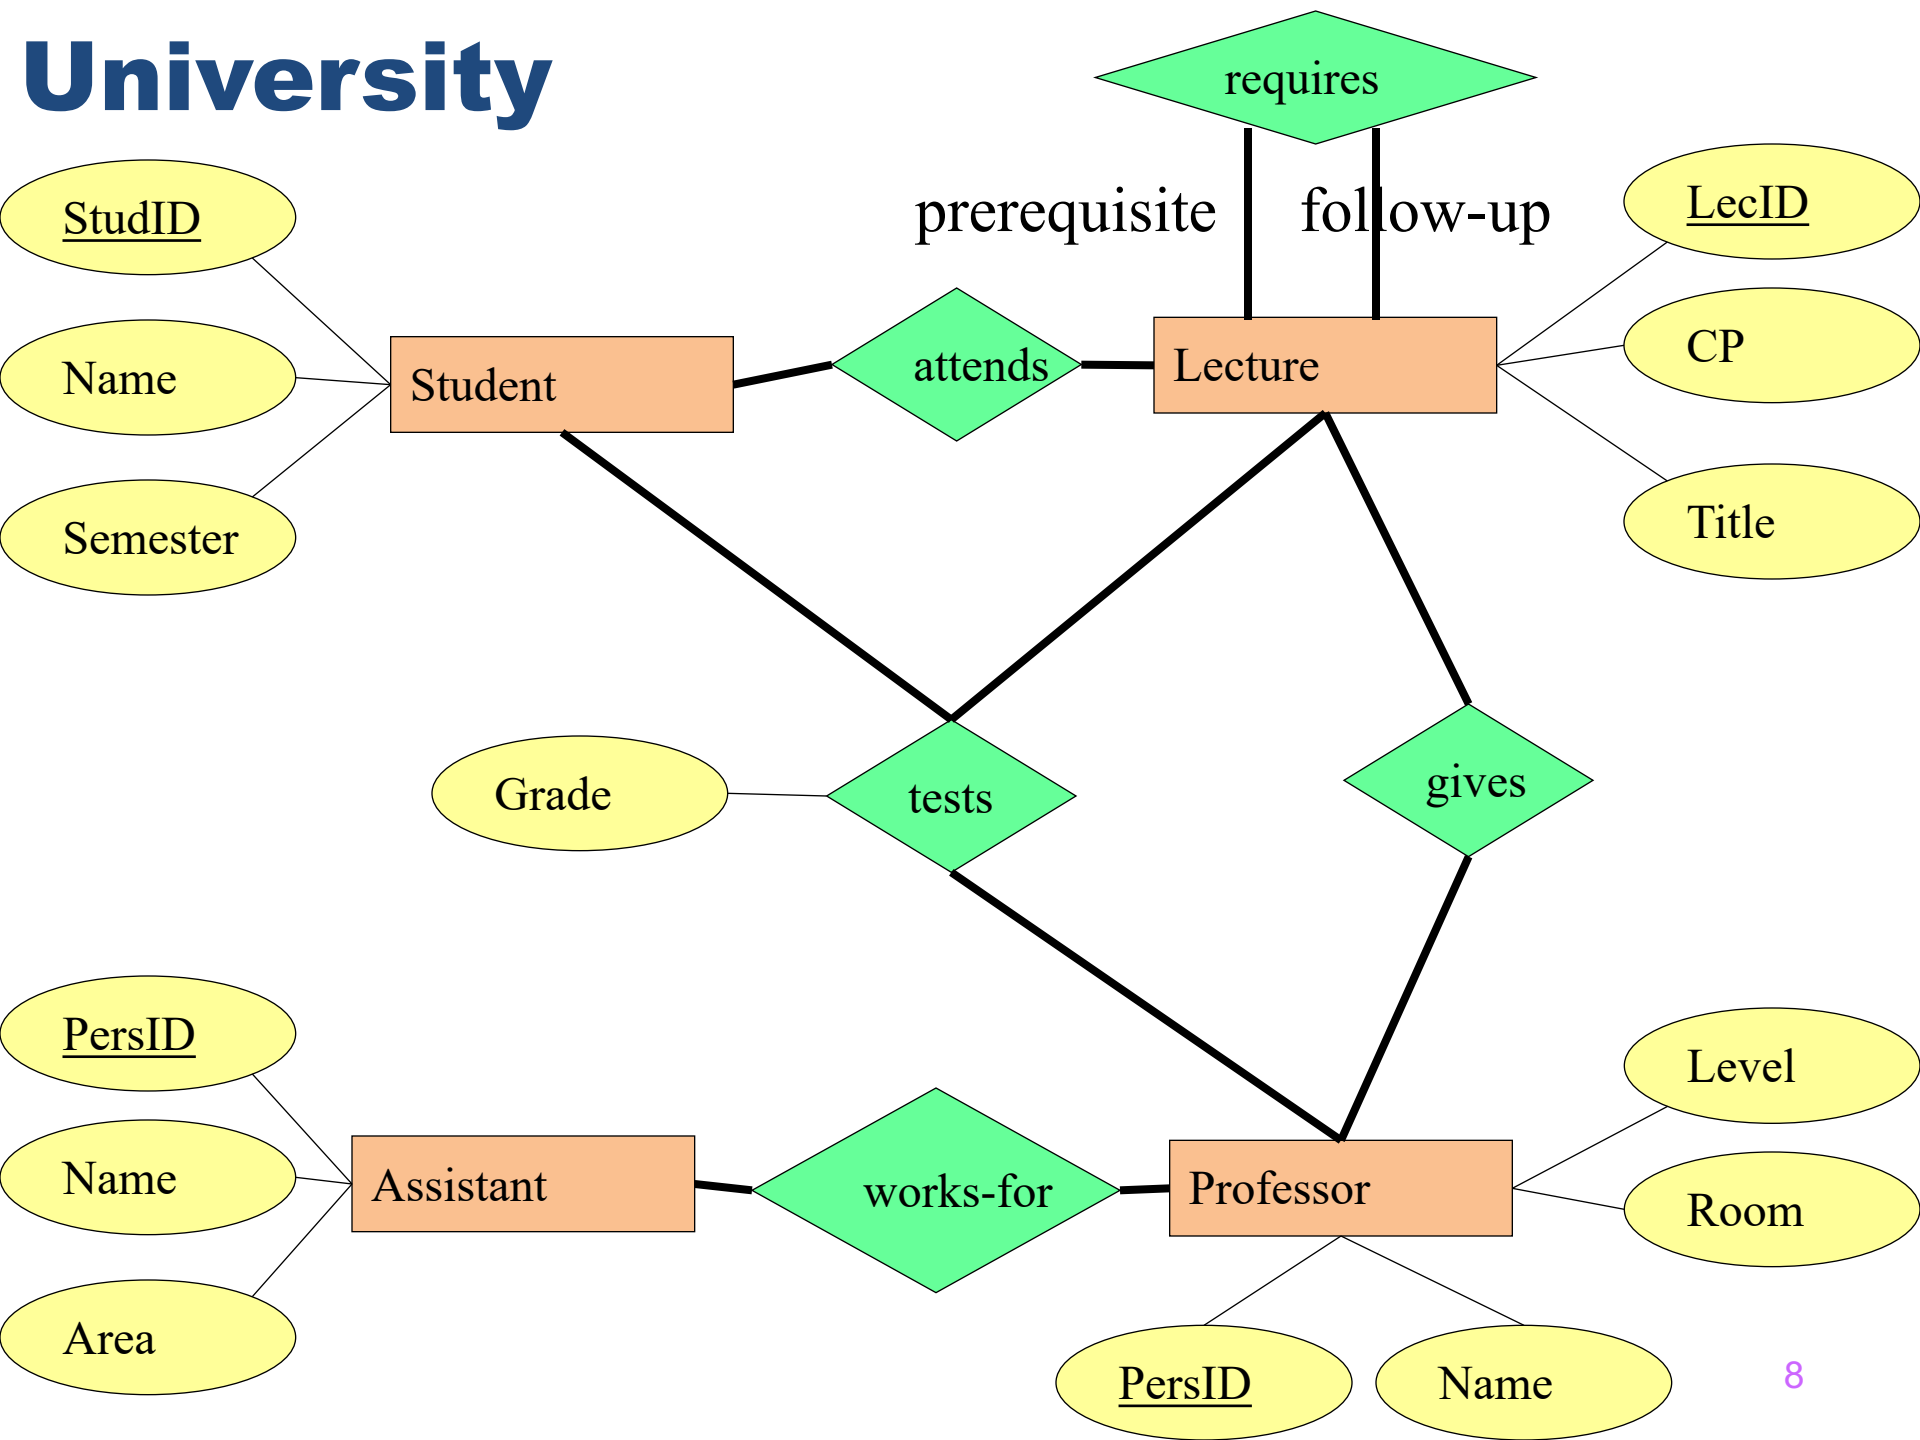 University
requires
prerequisite
follow-up
StudID
LecID
Name
Student
attends
Lecture
CP
Semester
Title
Grade
tests
gives
PersID
Name
Assistant
works-for
Professor
Level
Room
Area
PersID
Name
8